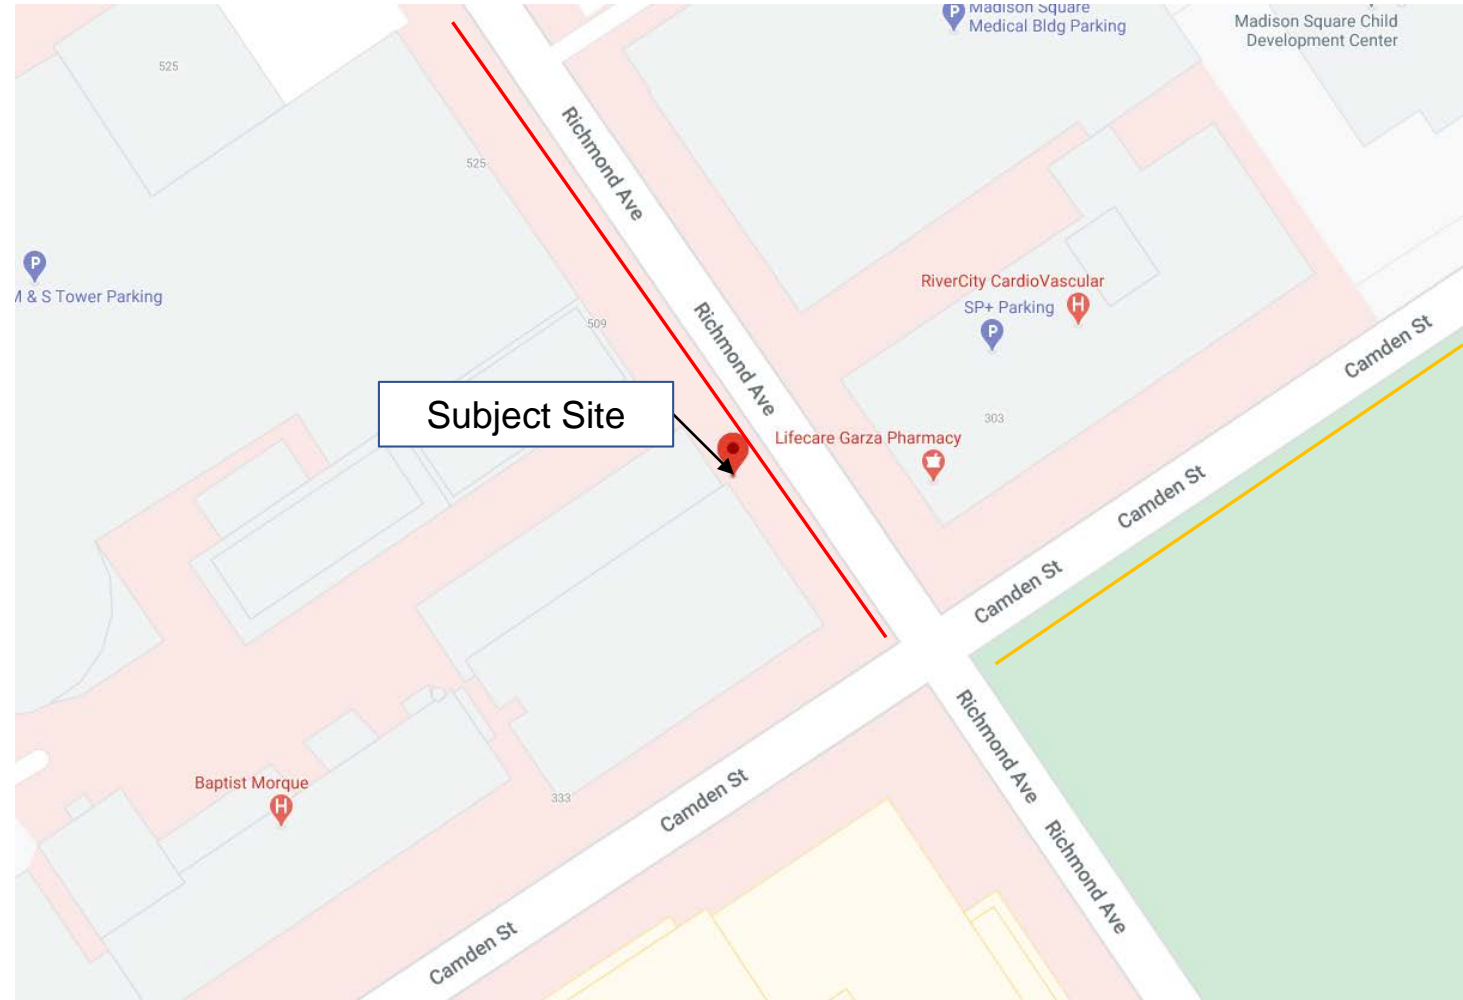 Madison Square
Medical Bldg Parking
Madison Square Child
Development Center
525
Richmond Ave
525
M & S Tower Parking
RiverCity CardioVascular
SP+ Parking
Richmond Ave
509
Camden St
Subject Site
303
Lifecare Garza Pharmacy
Camden St
Camden St
Richmond Ave
Baptist Morque
333
Camden St
Richmond Ave
Camden St